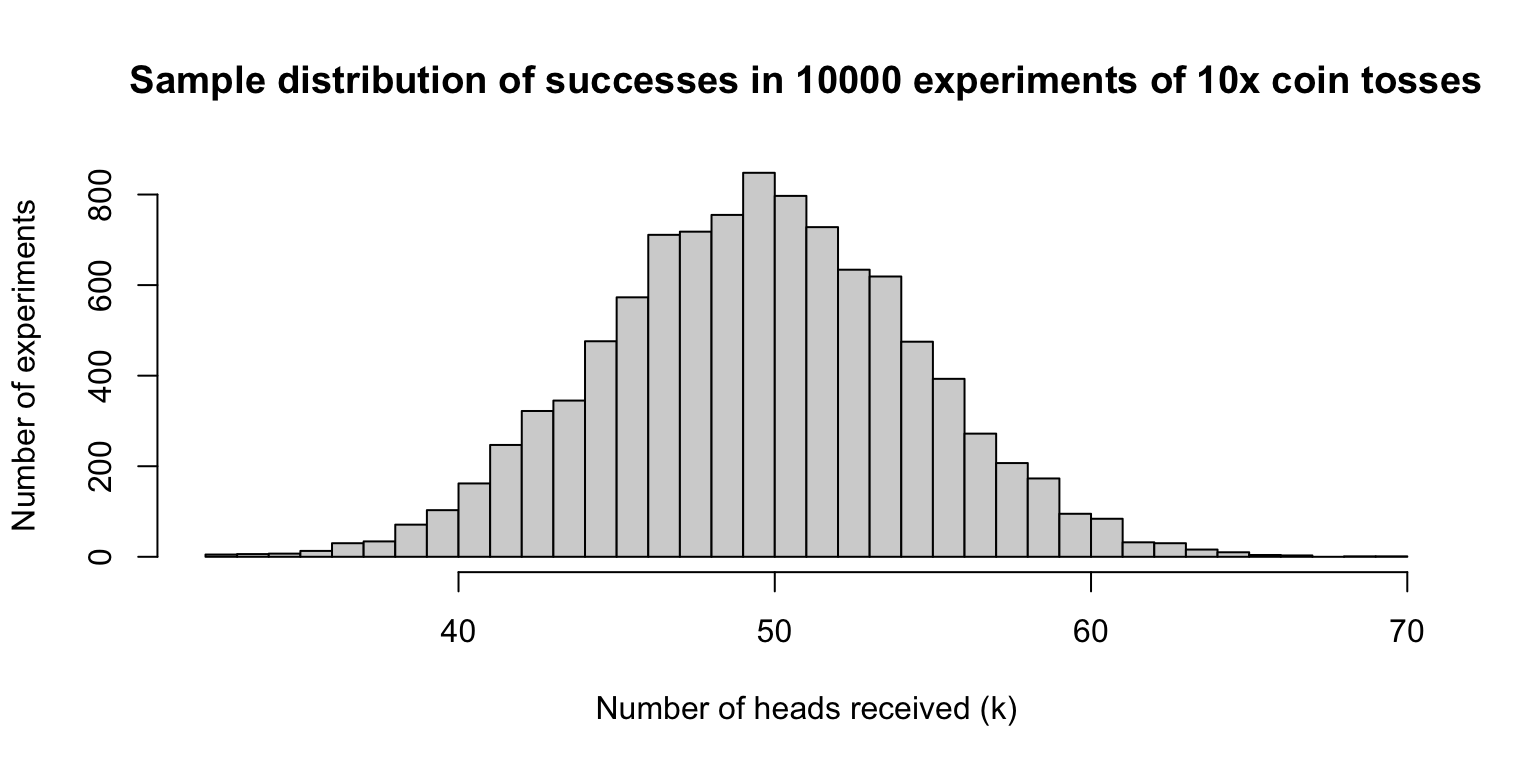 Sample distribution of successes in 10000 experiments of 10x coin tosses
Number of experiments
800
600
400
200
0
40 50 60 70
Number of heads received (k)